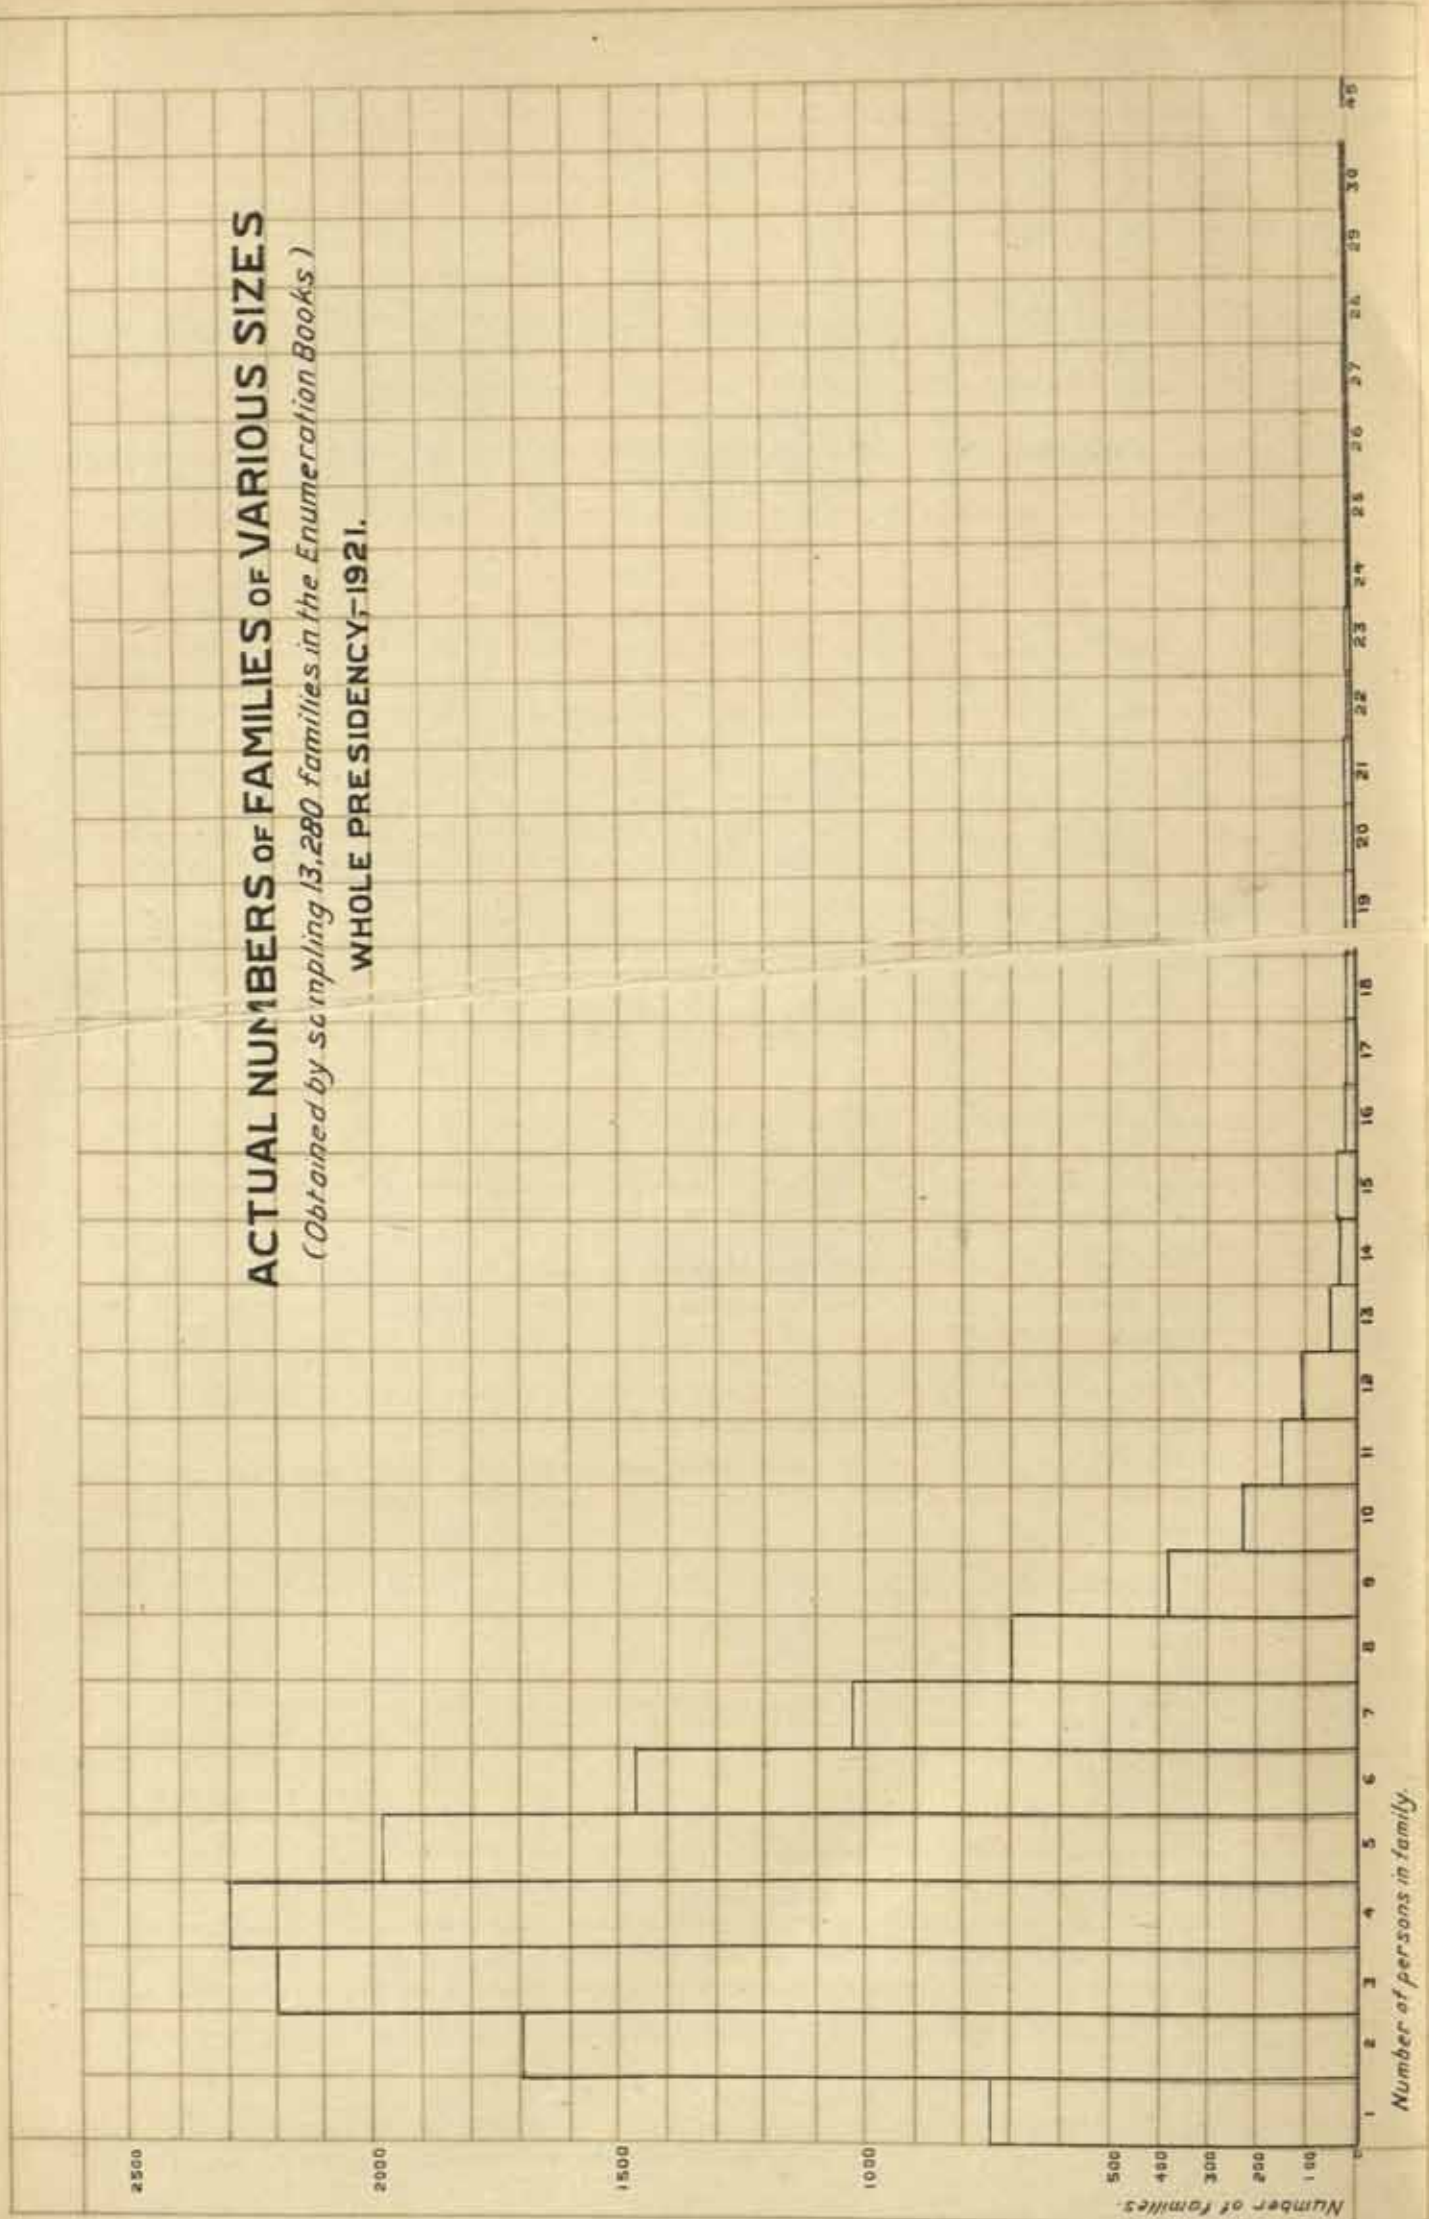 ACTUAL NUMBERS OF FAMILIES OF VARIOUS SIZES
(Obtained by sampling 13,280 families in the Enumeration Books)
WHOLE PRESIDENCY,-1921.
2500
2000
1500
1000
500
400
300
200
100
0
Number of families.
1 2 3 4 5 6 7 8 9 10 11 12 13 14 15 16 17 18 19 20 21 22 23 24 25 26 27 28 29 30 45
Number of persons in family.